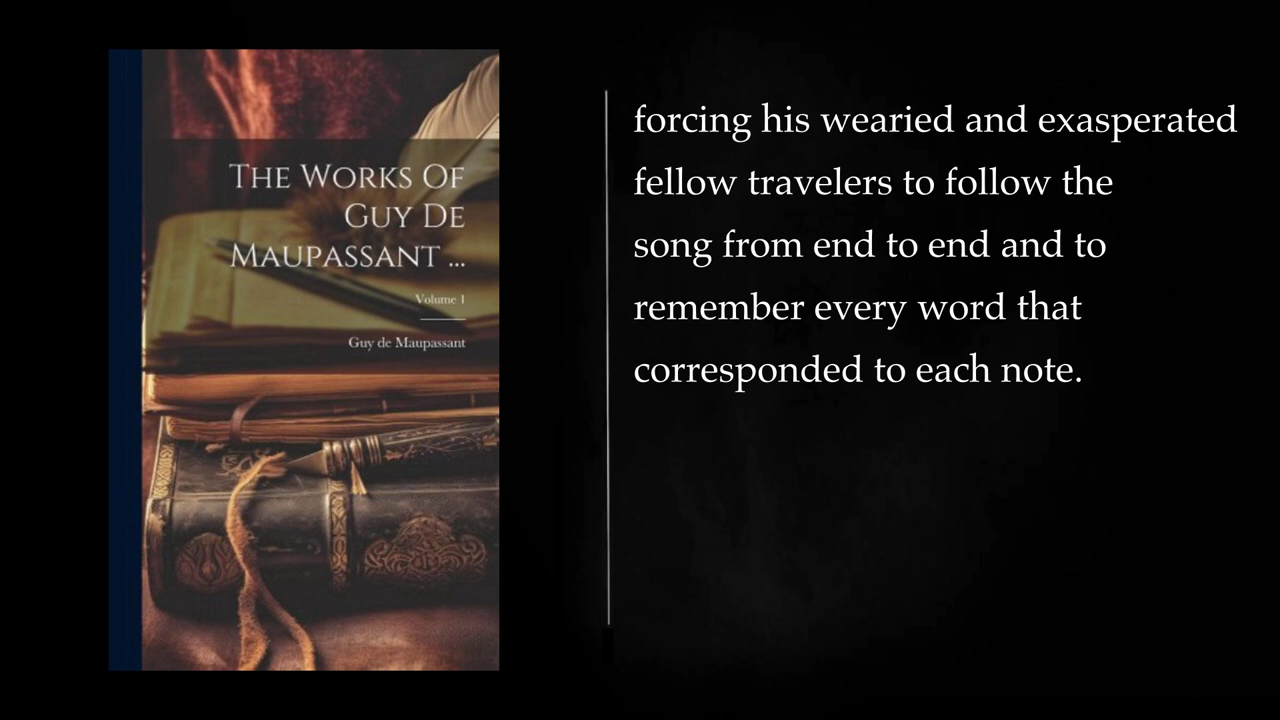 The Works Of
Guy De
Maupassant ...
Volume 1
Guy de Maupassant
forcing his wearied and exasperated
fellow travelers to follow the
song from end to end and to
remember every word that
corresponded to each note.